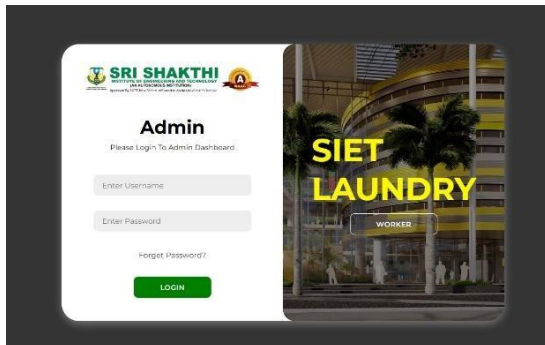 SRI SHAKTHI
INSTITUTE OF ENGINEERING AND TECHNOLOGY
(AN AUTONOMOUS INSTITUTION)
Admin
Please Login To Admin Dashboard
Enter Username
Enter Password
Forget Password?
LOGIN
SIET
LAUNDRY
WORKER